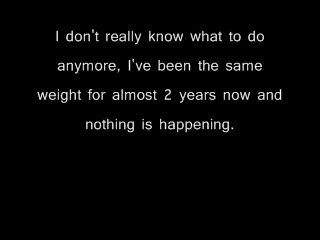 I don't really know what to do
anymore, I've been the same
weight for almost 2 years now and
nothing is happening.